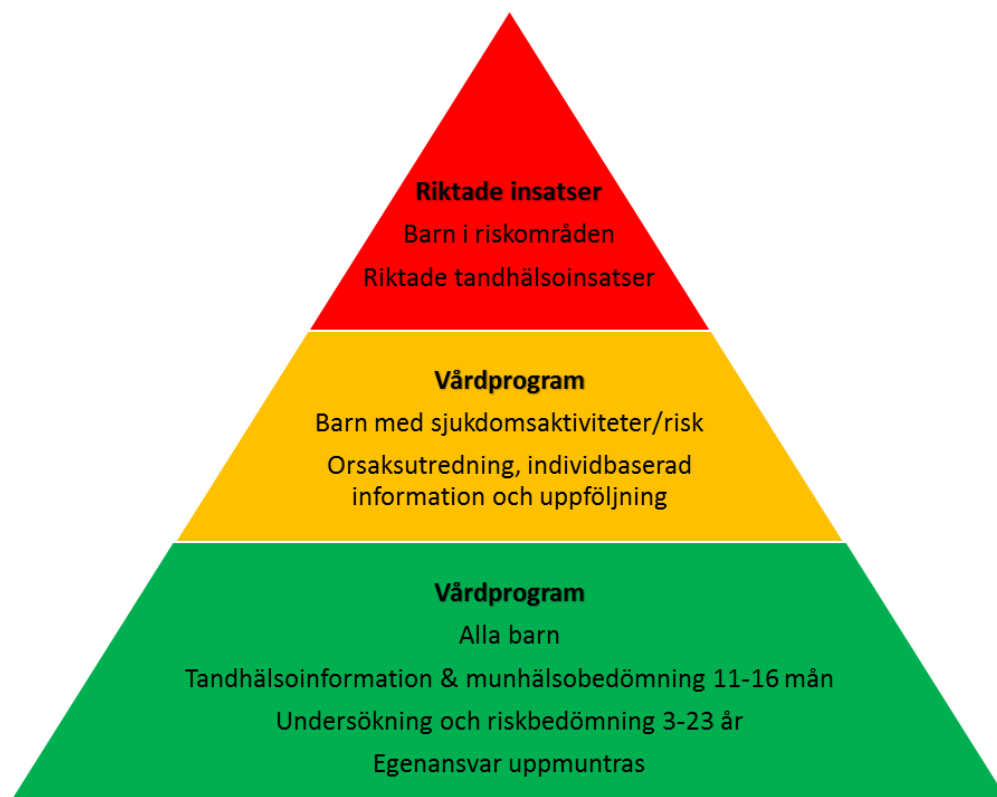 Riktade insatser
Barn i riskområden
Riktade tandhälsoinsatser
Vårdprogram
Barn med sjukdomsaktiviteter/risk
Orsaksutredning, individbaserad
information och uppföljning
Vårdprogram
Alla barn
Tandhälsoinformation & munhälsobedömning 11-16 mån
Undersökning och riskbedömning 3-23 år
Egenansvar uppmuntras